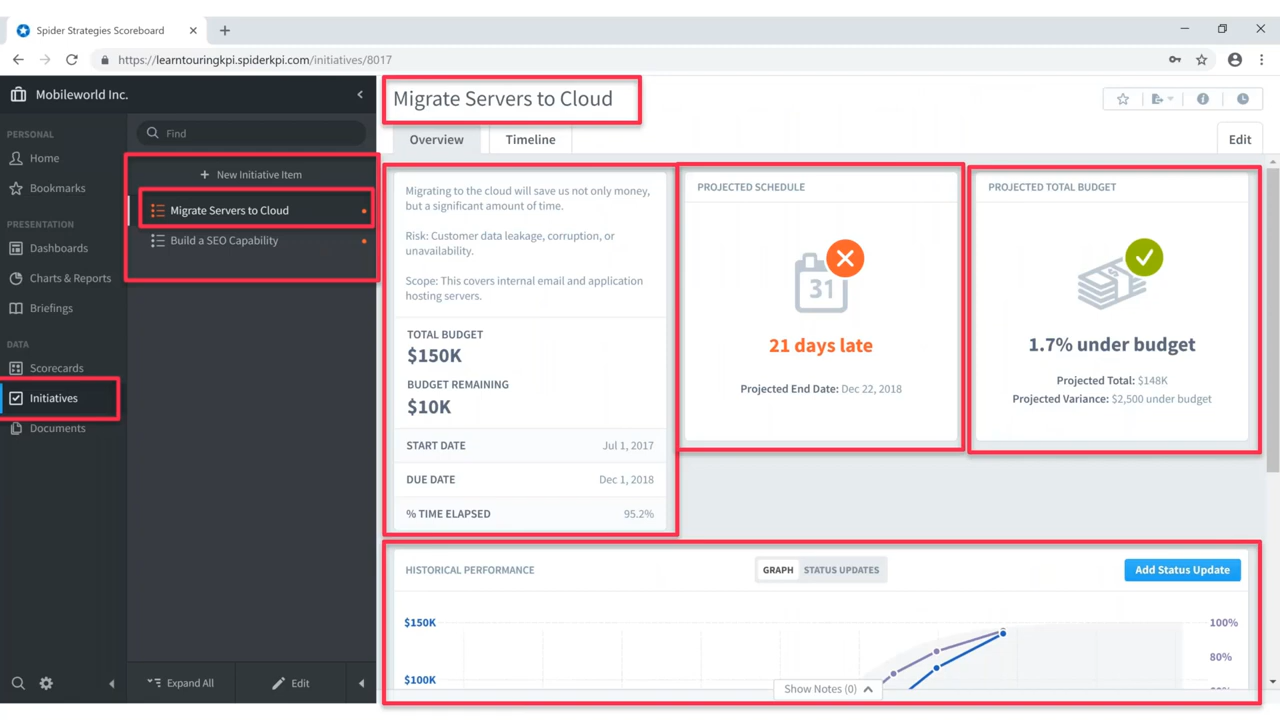 Spider Strategies Scoreboard
https://learntouringkpi.spiderkpi.com/initiatives/8017
Mobileworld Inc.
PERSONAL
Home
Bookmarks
PRESENTATION
Dashboards
Charts & Reports
Briefings
DATA
Scorecards
Initiatives
Documents
Find
+ New Initiative Item
Migrate Servers to Cloud
Build a SEO Capability
Expand All
Edit
Migrate Servers to Cloud
Overview
Timeline
Edit
Migrating to the cloud will save us not only money,
but a significant amount of time.
Risk: Customer data leakage, corruption, or
unavailability.
Scope: This covers internal email and application
hosting servers.
TOTAL BUDGET
$150K
BUDGET REMAINING
$10K
START DATE Jul 1, 2017
DUE DATE Dec 1, 2018
% TIME ELAPSED 95.2%
PROJECTED SCHEDULE
31
21 days late
Projected End Date: Dec 22, 2018
PROJECTED TOTAL BUDGET
1.7% under budget
Projected Total: $148K
Projected Variance: $2,500 under budget
HISTORICAL PERFORMANCE
GRAPH STATUS UPDATES
Add Status Update
$150K
100%
80%
$100K
Show Notes (0)